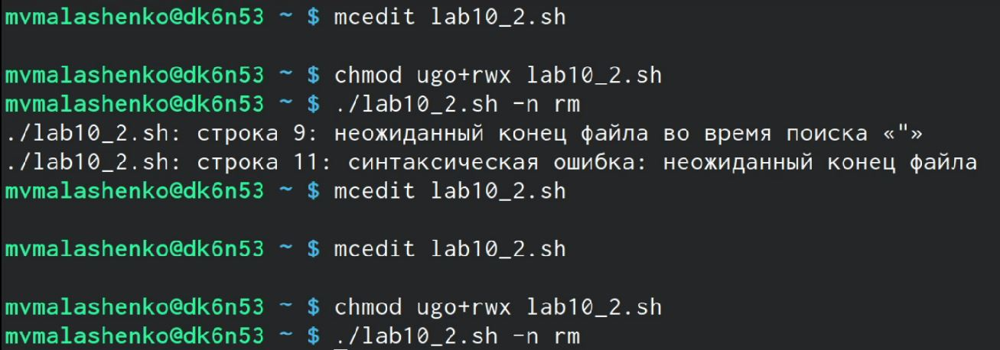 mvmalashenko@dk6n53 ~ $ mcedit lab10_2.sh
mvmalashenko@dk6n53 ~ $ chmod ugo+rwx lab10_2.sh
mvmalashenko@dk6n53 ~ $ ./lab10_2.sh -n rm
./lab10_2.sh: строка 9: неожиданный конец файла во время поиска «"»
./lab10_2.sh: строка 11: синтаксическая ошибка: неожиданный конец файла
mvmalashenko@dk6n53 ~ $ mcedit lab10_2.sh
mvmalashenko@dk6n53 ~ $ mcedit lab10_2.sh
mvmalashenko@dk6n53 ~ $ chmod ugo+rwx lab10_2.sh
mvmalashenko@dk6n53 ~ $ ./lab10_2.sh -n rm